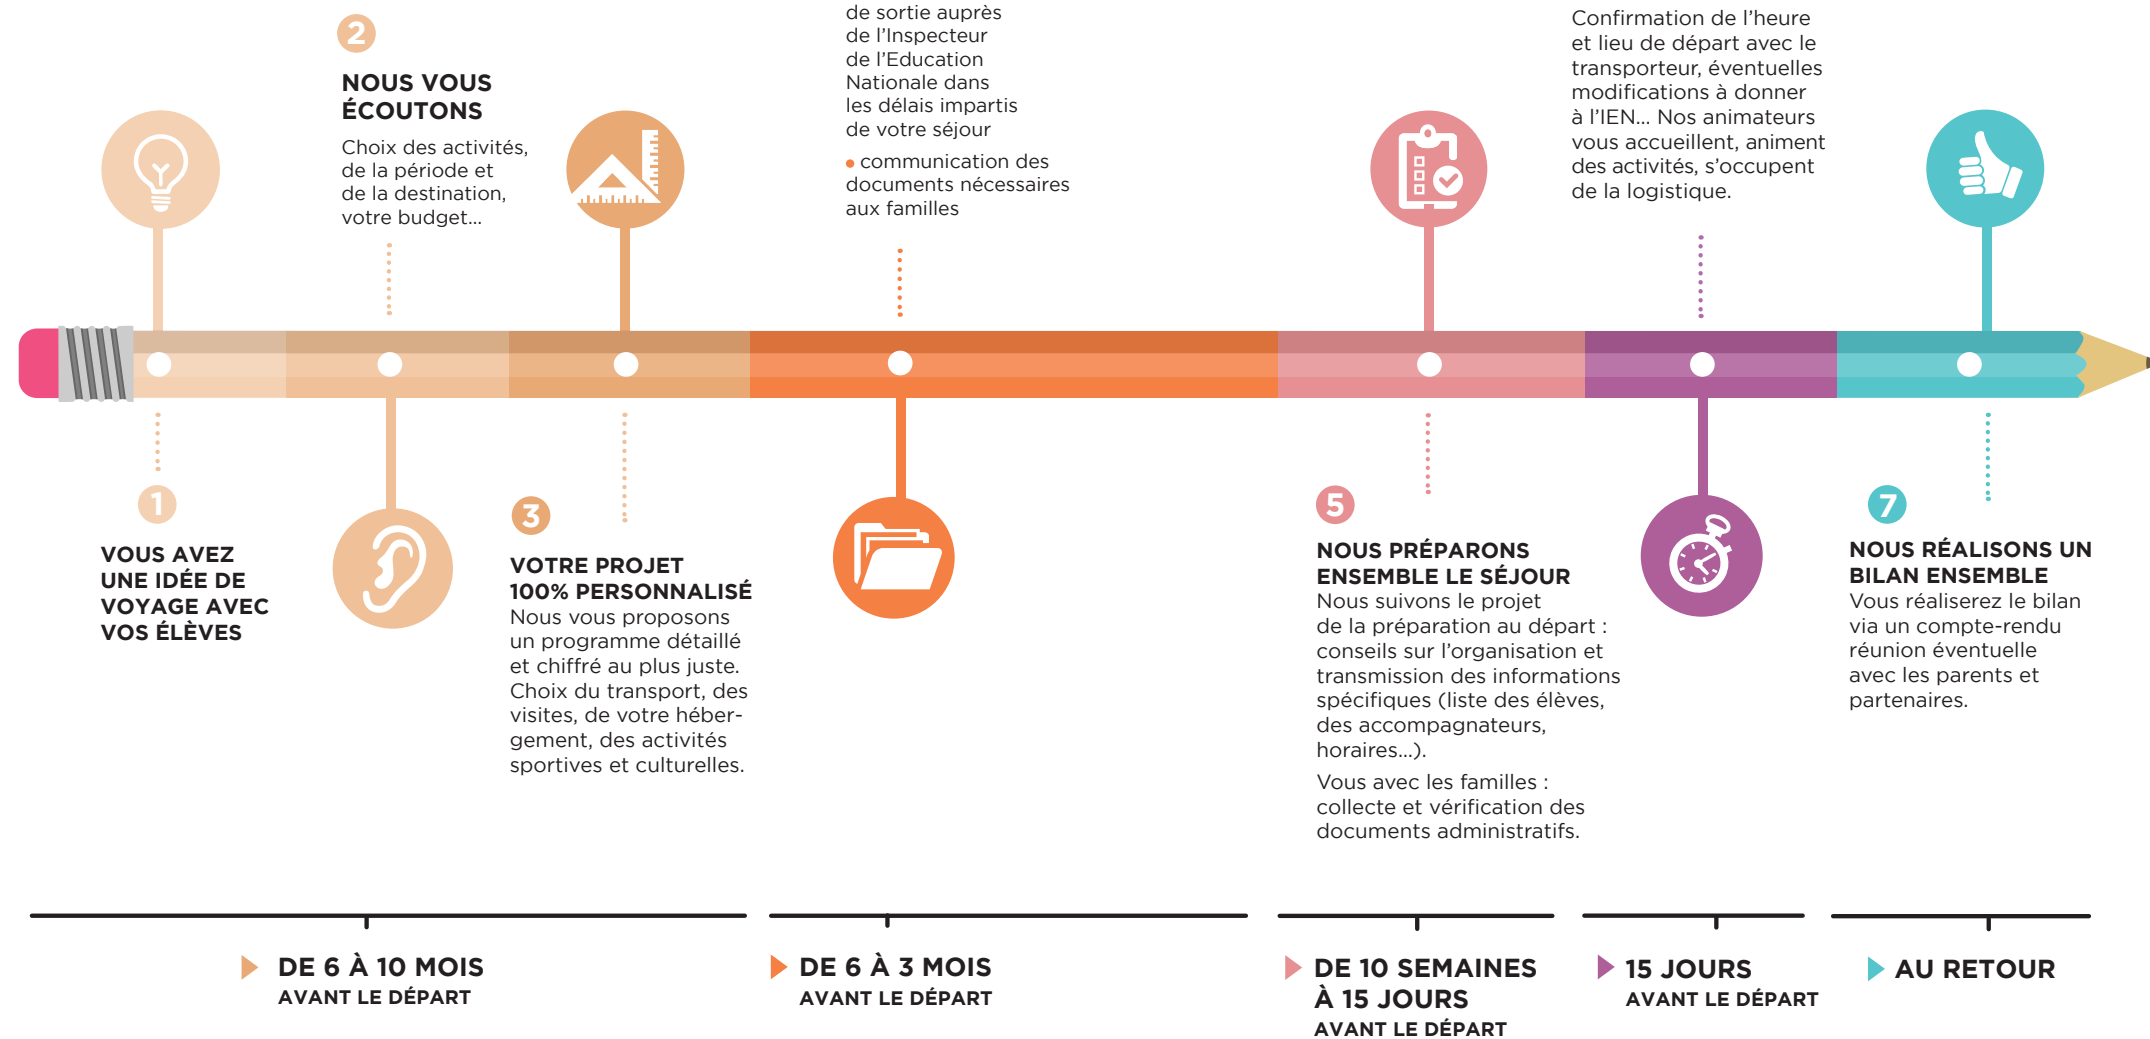 1
VOUS AVEZ
UNE IDÉE DE
VOYAGE AVEC
VOS ÉLÈVES
2
NOUS VOUS
ÉCOUTONS
Choix des activités,
de la période et
de la destination,
votre budget...
3
VOTRE PROJET
100% PERSONNALISÉ
Nous vous proposons
un programme détaillé
et chiffré au plus juste.
Choix du transport, des
visites, de votre héber-
gement, des activités
sportives et culturelles.
de sortie auprès
de l’Inspecteur
de l’Education
Nationale dans
les délais impartis
de votre séjour
• communication des
documents nécessaires
aux familles
5
NOUS PRÉPARONS
ENSEMBLE LE SÉJOUR
Nous suivons le projet
de la préparation au départ :
conseils sur l’organisation et
transmission des informations
spécifiques (liste des élèves,
des accompagnateurs,
horaires...).
Vous avec les familles :
collecte et vérification des
documents administratifs.
Confirmation de l’heure
et lieu de départ avec le
transporteur, éventuelles
modifications à donner
à l’IEN... Nos animateurs
vous accueillent, animent
des activités, s’occupent
de la logistique.
7
NOUS RÉALISONS UN
BILAN ENSEMBLE
Vous réaliserez le bilan
via un compte-rendu
réunion éventuelle
avec les parents et
partenaires.
DE 6 À 10 MOIS
AVANT LE DÉPART
DE 6 À 3 MOIS
AVANT LE DÉPART
DE 10 SEMAINES
À 15 JOURS
AVANT LE DÉPART
15 JOURS
AVANT LE DÉPART
AU RETOUR